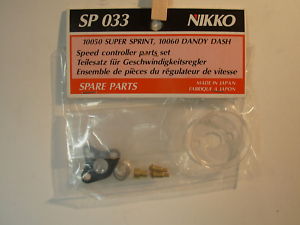 SP 033 NIKKO
10050 SUPER SPRINT, 10060 DANDY DASH
Speed controller parts set
Teilesatz für Geschwindigkeitsregler
Ensemble de pièces du régulateur de vitesse
SPARE PARTS
MADE IN JAPAN
FABRIQUÉ A JAPON